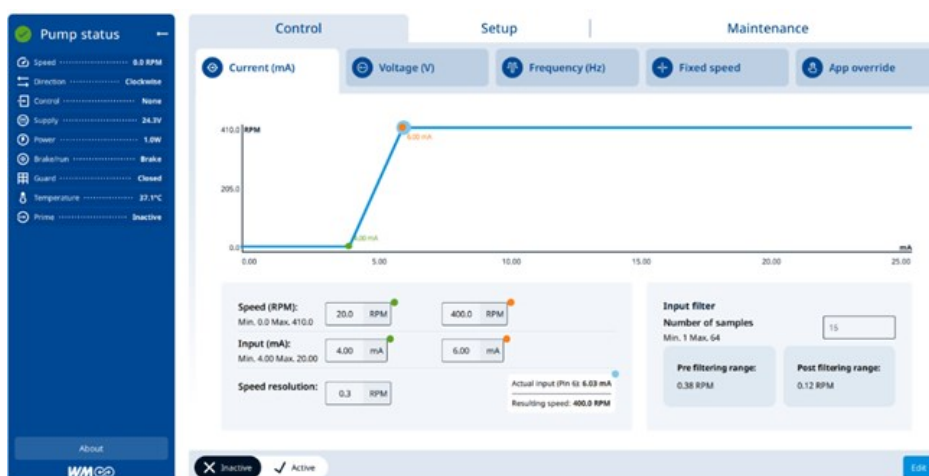 Pump status
Speed 0.0 RPM
Direction Clockwise
Control None
Supply 24.3V
Power 1.0W
Brake/run Brake
Guard Closed
Temperature 37.1°C
Prime Inactive
About
WM
Control Setup Maintenance
Current (mA) Voltage (V) Frequency (Hz) Fixed speed App override
410.0 RPM
6.00 mA
205.0
4.00 mA
0.0 mA
0.00 5.00 10.00 15.00 20.00 25.00
Speed (RPM): 20.0 RPM 400.0 RPM
Min. 0.0 Max. 410.0
Input (mA): 4.00 mA 6.00 mA
Min. 4.00 Max. 20.00
Speed resolution: 0.3 RPM
Actual input (Pin 6): 6.03 mA
Resulting speed: 400.0 RPM
Input filter
Number of samples 15
Min. 1 Max. 64
Pre filtering range: Post filtering range:
0.38 RPM 0.12 RPM
Inactive Active
Edit